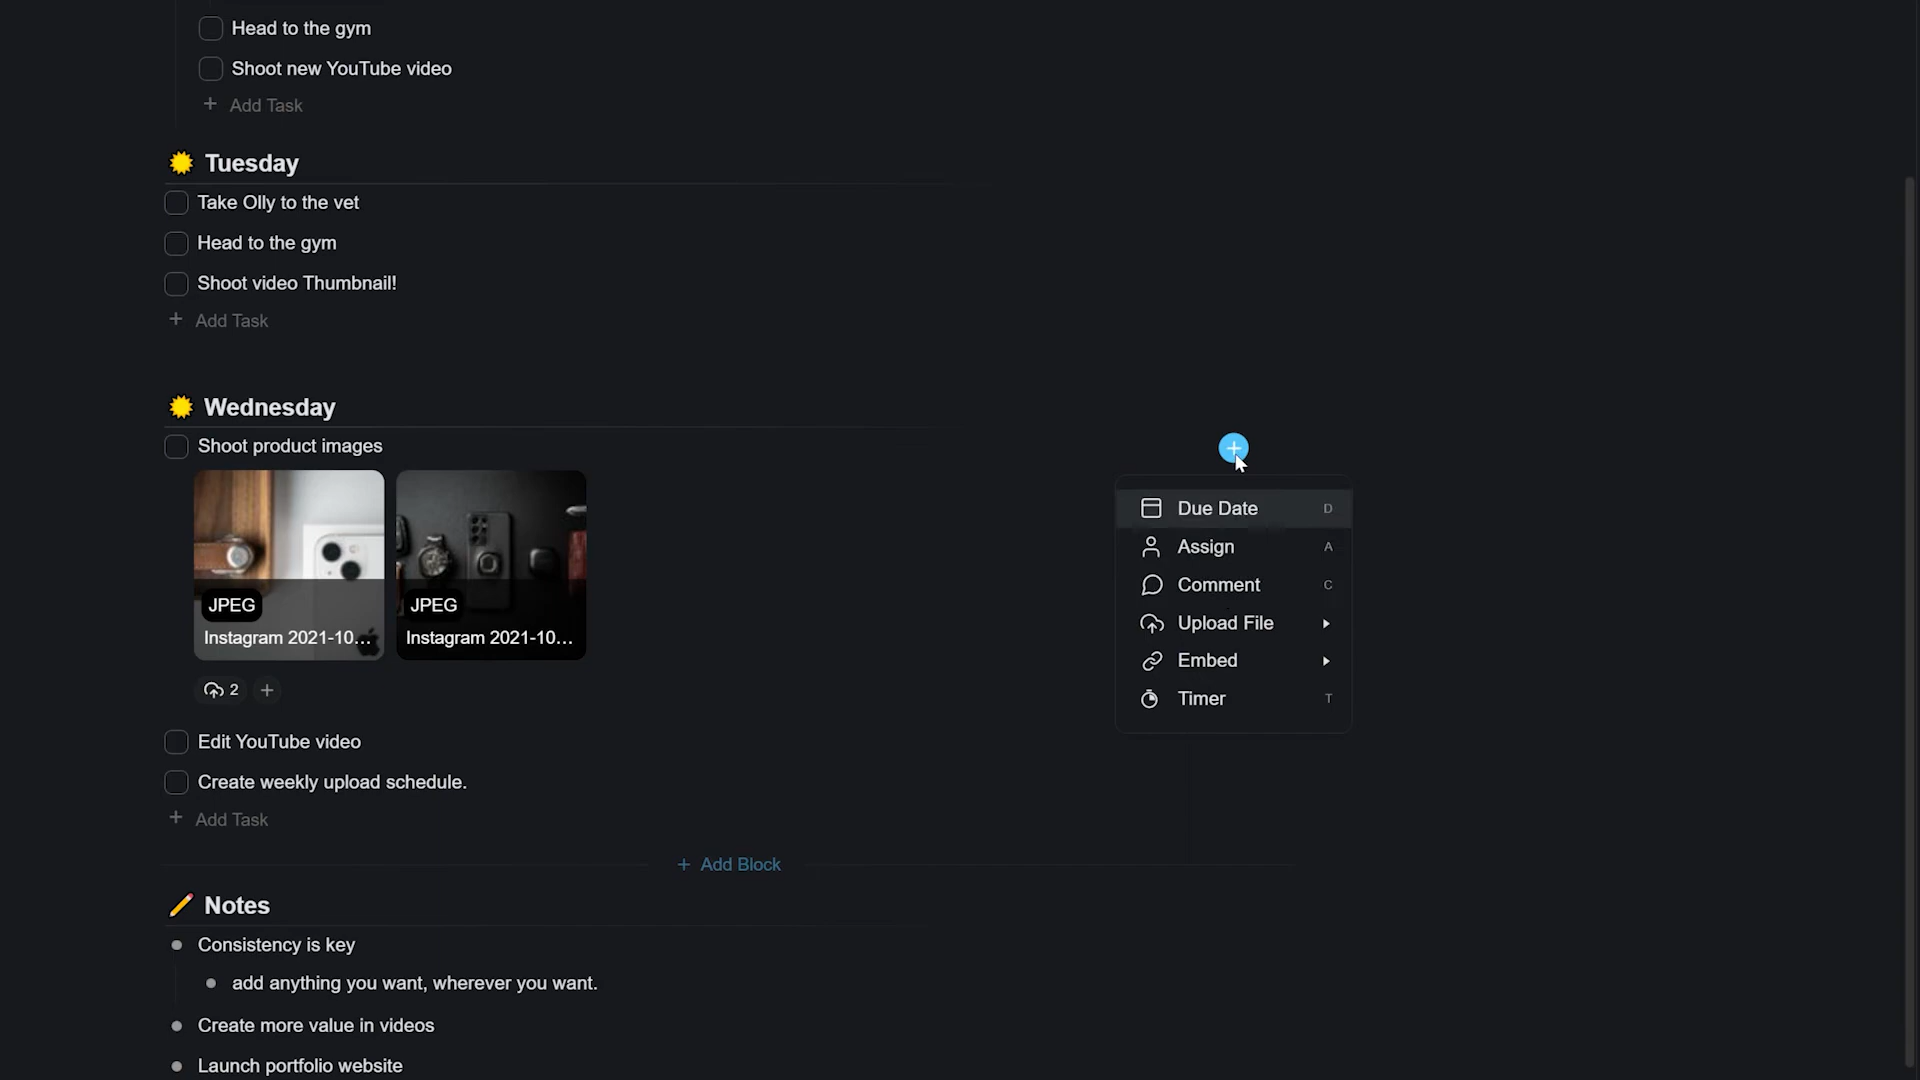 Head to the gym
Shoot new YouTube video
+ Add Task
Tuesday
Take Olly to the vet
Head to the gym
Shoot video Thumbnail!
+ Add Task
Wednesday
Shoot product images
JPEG
Instagram 2021-10...
JPEG
Instagram 2021-10...
2 +
Edit YouTube video
Create weekly upload schedule.
+ Add Task
Due Date D
Assign A
Comment C
Upload File
Embed
Timer T
+ Add Block
Notes
Consistency is key
add anything you want, wherever you want.
Create more value in videos
Launch portfolio website